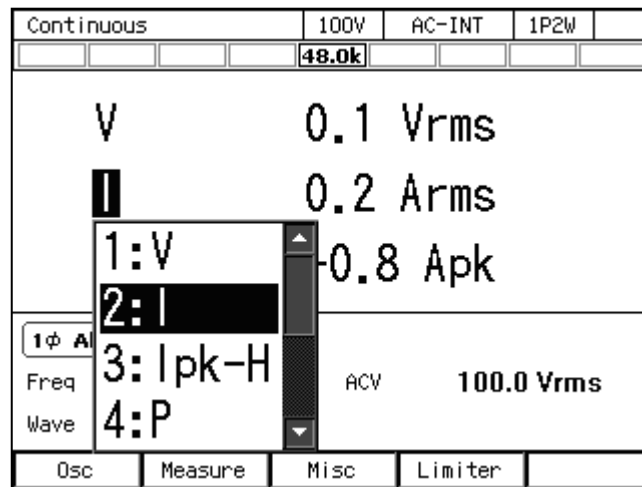 Continuous 100V AC-INT 1P2W
48.0k
V 0.1 Vrms
I 0.2 Arms
-0.8 Apk
1:V
2:I
3:Ipk-H
4:P
1φ
Freq ACV 100.0 Vrms
Wave
Osc Measure Misc Limiter